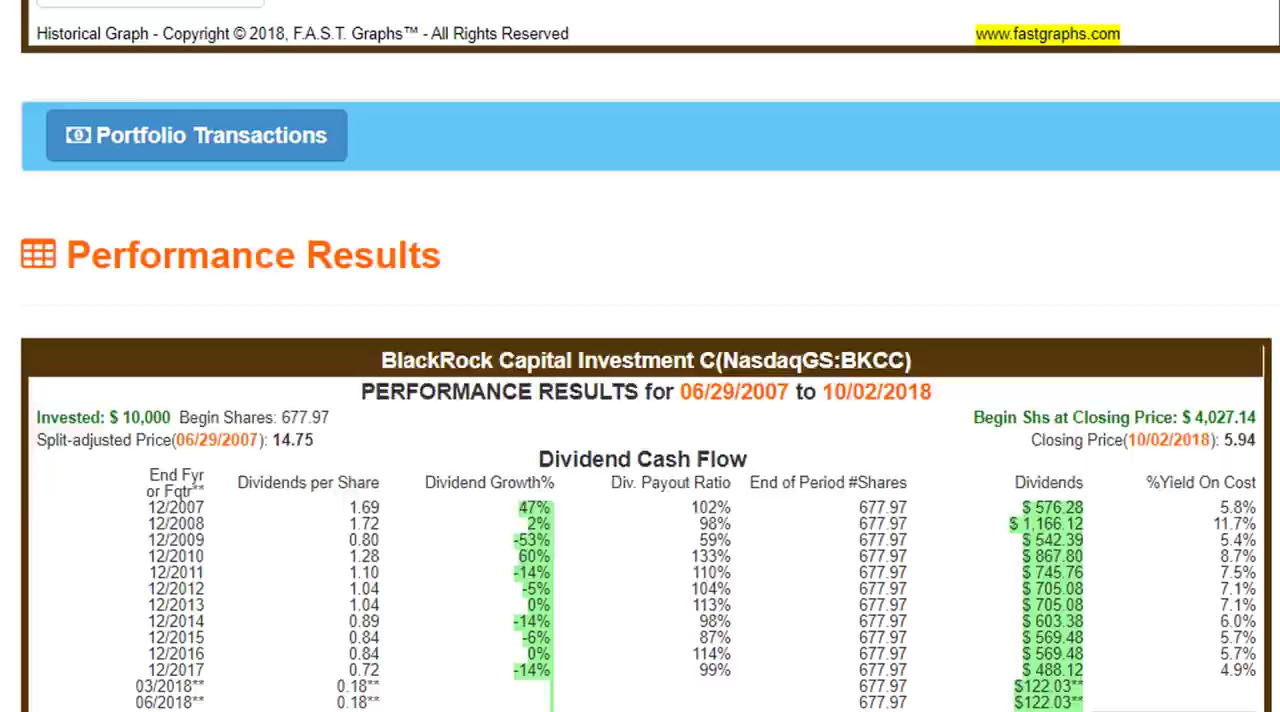 Historical Graph - Copyright © 2018, F.A.S.T. Graphs™ - All Rights Reserved www.fastgraphs.com
Portfolio Transactions
Performance Results
BlackRock Capital Investment C(NasdaqGS:BKCC)
PERFORMANCE RESULTS for 06/29/2007 to 10/02/2018
Invested: $ 10,000 Begin Shares: 677.97 Begin Shs at Closing Price: $ 4,027.14
Split-adjusted Price(06/29/2007): 14.75 Closing Price(10/02/2018): 5.94
Dividend Cash Flow
End Fyr or Fqtr** Dividends per Share Dividend Growth% Div. Payout Ratio End of Period #Shares Dividends %Yield On Cost
12/2007 1.69 47% 102% 677.97 $ 576.28 5.8%
12/2008 1.72 2% 98% 677.97 $ 1,166.12 11.7%
12/2009 0.80 -53% 59% 677.97 $ 542.39 5.4%
12/2010 1.28 60% 133% 677.97 $ 867.80 8.7%
12/2011 1.10 -14% 110% 677.97 $ 745.76 7.5%
12/2012 1.04 -5% 104% 677.97 $ 705.08 7.1%
12/2013 1.04 0% 113% 677.97 $ 705.08 7.1%
12/2014 0.89 -14% 98% 677.97 $ 603.38 6.0%
12/2015 0.84 -6% 87% 677.97 $ 569.48 5.7%
12/2016 0.84 0% 114% 677.97 $ 569.48 5.7%
12/2017 0.72 -14% 99% 677.97 $ 488.12 4.9%
03/2018** 0.18** 677.97 $122.03**
06/2018** 0.18** 677.97 $122.03**